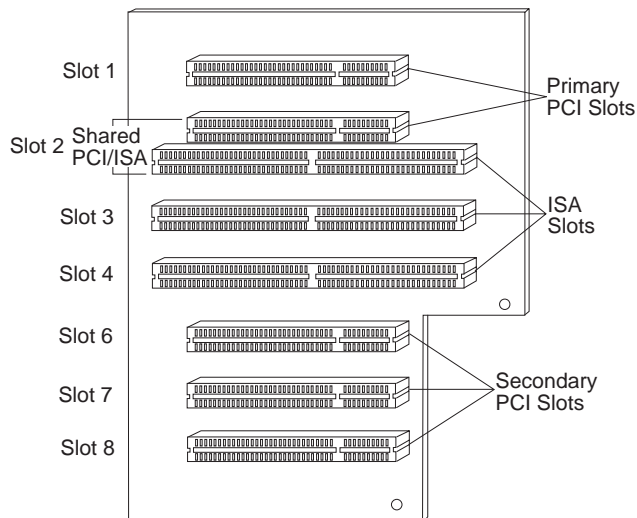 Slot 1
Primary
PCI Slots
Slot 2
Shared
PCI/ISA
Slot 3
ISA
Slots
Slot 4
Slot 6
Slot 7
Secondary
PCI Slots
Slot 8